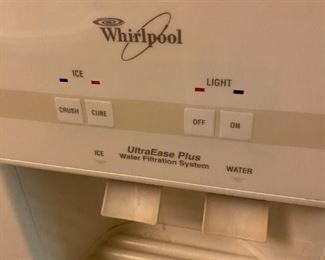 Whirlpool
ICE LIGHT
CRUSH CUBE OFF ON
UltraEase Plus
Water Filtration System
ICE WATER